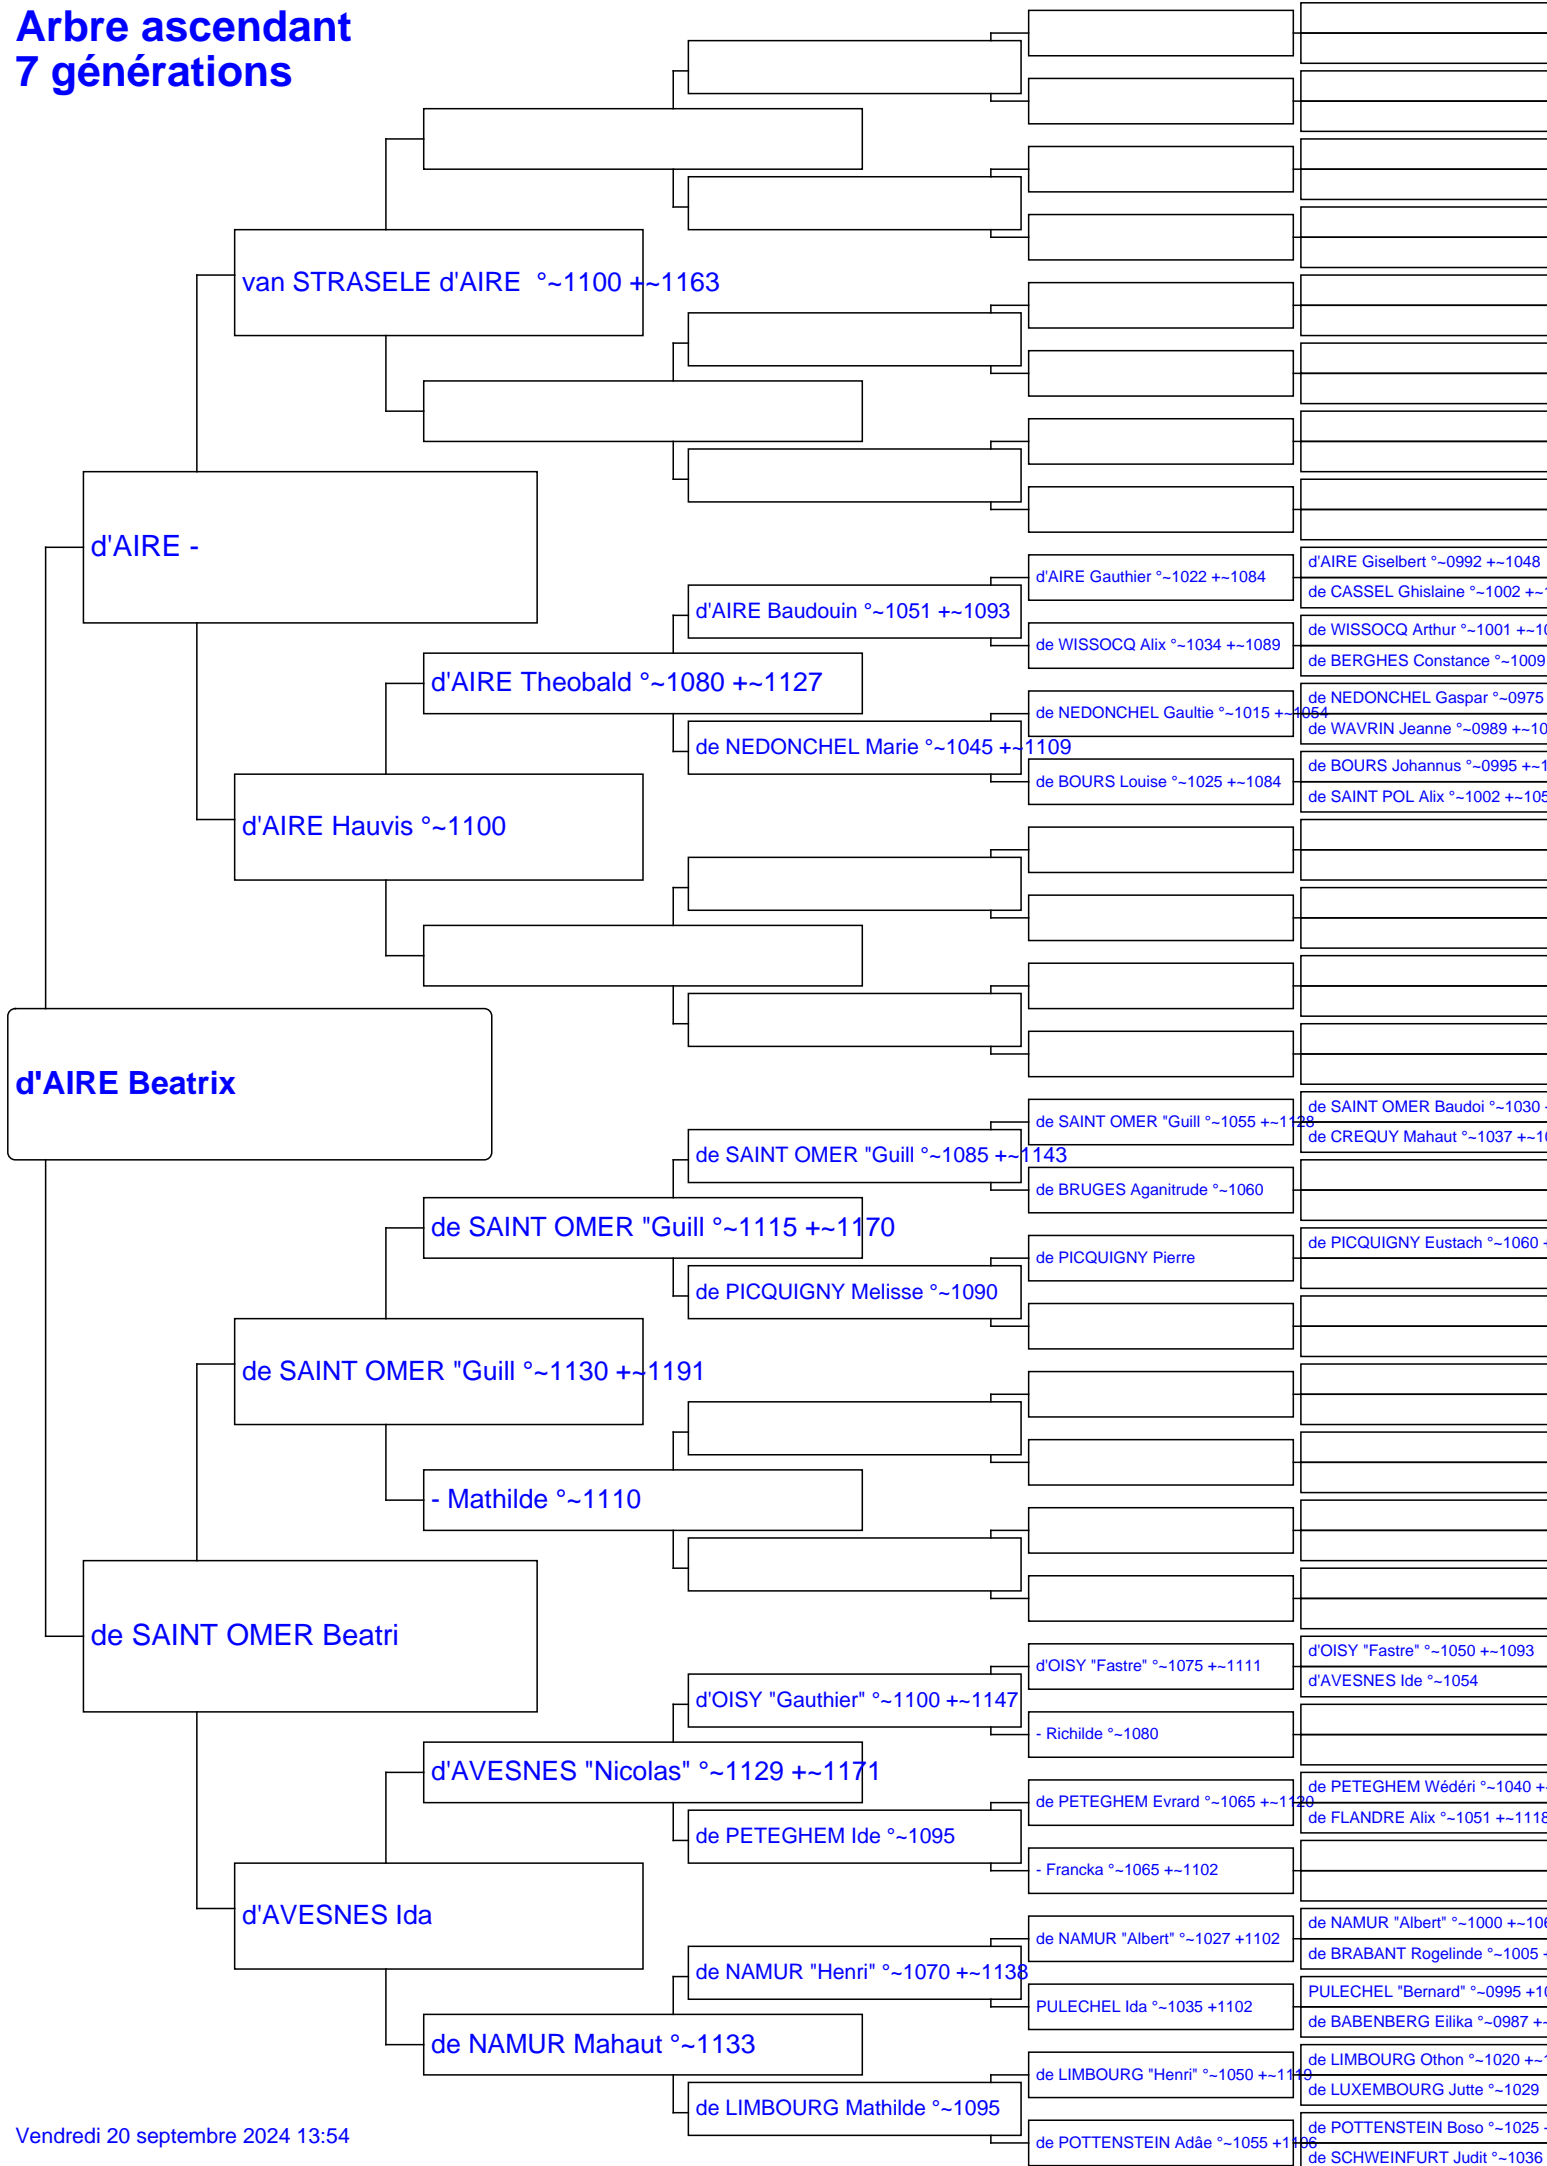 Arbre ascendant
7 générations
van STRASELE d'AIRE  °~1100 +~1163
d'AIRE -
d'AIRE Giselbert °~0992 +~1048
d'AIRE Gauthier °~1022 +~1084
de CASSEL Ghislaine °~1002 +~1
d'AIRE Baudouin °~1051 +~1093
de WISSOCQ Arthur °~1001 +~10
de WISSOCQ Alix °~1034 +~1089
de BERGHES Constance °~1009
d'AIRE Theobald °~1080 +~1127
de NEDONCHEL Gaspar °~0975
de NEDONCHEL Gaultie °~1015 +~1054
de WAVRIN Jeanne °~0989 +~10
de NEDONCHEL Marie °~1045 +~1109
de BOURS Johannus °~0995 +~1
de BOURS Louise °~1025 +~1084
de SAINT POL Alix °~1002 +~105
d'AIRE Hauvis °~1100
d'AIRE Beatrix
de SAINT OMER Baudoi °~1030
de SAINT OMER "Guill °~1055 +~1128
de CREQUY Mahaut °~1037 +~10
de SAINT OMER "Guill °~1085 +~1143
de BRUGES Aganitrude °~1060
de SAINT OMER "Guill °~1115 +~1170
de PICQUIGNY Eustach °~1060 +
de PICQUIGNY Pierre
de PICQUIGNY Melisse °~1090
de SAINT OMER "Guill °~1130 +~1191
- Mathilde °~1110
de SAINT OMER Beatri
d'OISY "Fastre" °~1050 +~1093
d'OISY "Fastre" °~1075 +~1111
d'AVESNES Ide °~1054
d'OISY "Gauthier" °~1100 +~1147
- Richilde °~1080
d'AVESNES "Nicolas" °~1129 +~1171
de PETEGHEM Wédéri °~1040 +~
de PETEGHEM Evrard °~1065 +~1120
de FLANDRE Alix °~1051 +~1118
de PETEGHEM Ide °~1095
- Francka °~1065 +~1102
d'AVESNES Ida
de NAMUR "Albert" °~1000 +~106
de NAMUR "Albert" °~1027 +1102
de BRABANT Rogelinde °~1005 +
de NAMUR "Henri" °~1070 +~1138
PULECHEL "Bernard" °~0995 +10
PULECHEL Ida °~1035 +1102
de BABENBERG Eilika °~0987 +~
de NAMUR Mahaut °~1133
de LIMBOURG Othon °~1020 +~1
de LIMBOURG "Henri" °~1050 +~1119
de LUXEMBOURG Jutte °~1029
de LIMBOURG Mathilde °~1095
de POTTENSTEIN Boso °~1025
de POTTENSTEIN Adâe °~1055 +1106
de SCHWEINFURT Judit °~1036
Vendredi 20 septembre 2024 13:54